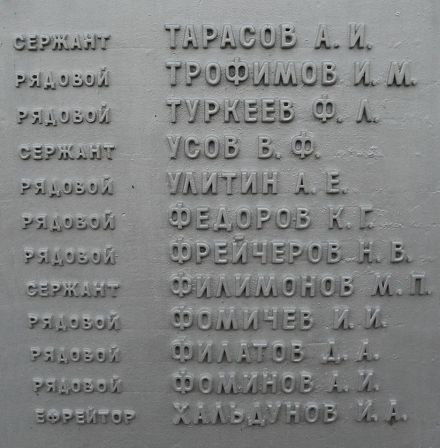 СЕРЖАНТ ТАРАСОВ А. И.
РЯДОВОЙ ТРОФИМОВ И. М.
РЯДОВОЙ ТУРКЕЕВ Ф. Л.
СЕРЖАНТ УСОВ В. Ф.
РЯДОВОЙ УЛИТИН А. Е.
РЯДОВОЙ ФЕДОРОВ К. Г.
РЯДОВОЙ ФРЕЙЧЕРОВ Н. В.
СЕРЖАНТ ФИЛИМОНОВ М. П.
РЯДОВОЙ ФОМИЧЕВ И. И.
РЯДОВОЙ ФИЛАТОВ Д. А.
РЯДОВОЙ ФОМИНОВ А. И.
ЕФРЕЙТОР ХАЛЬДУНОВ И. А.